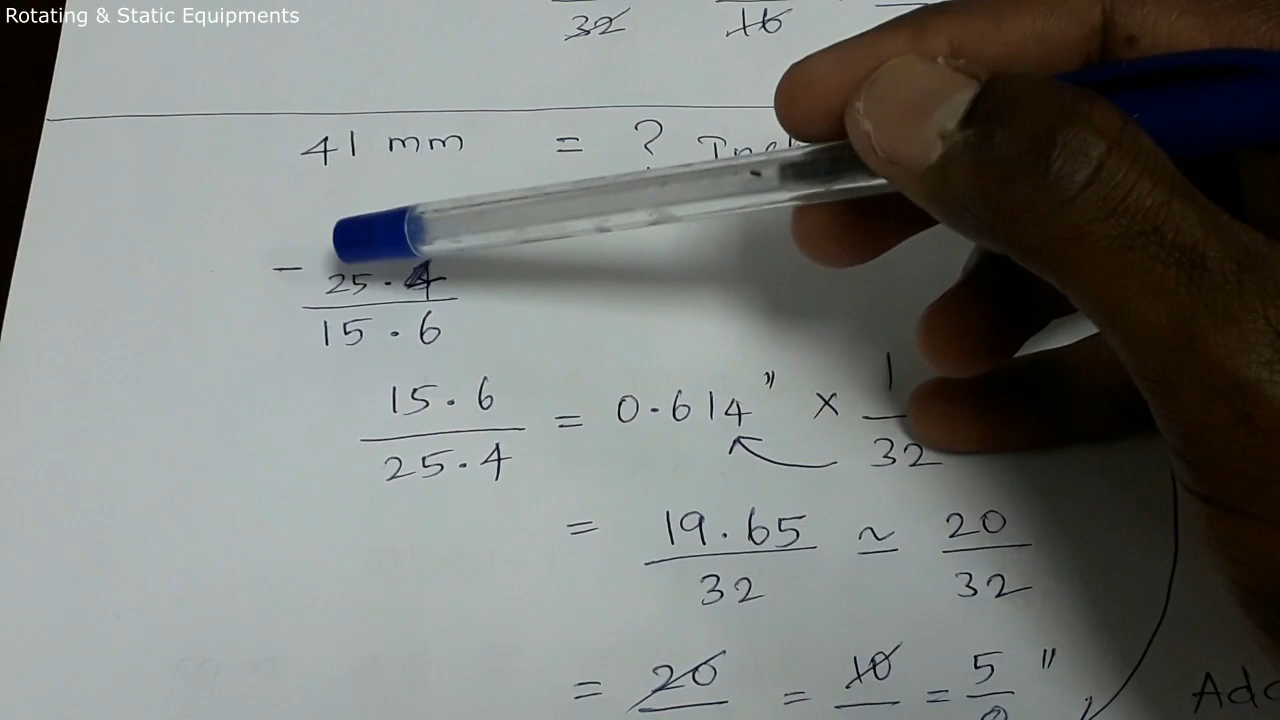 Rotating & Static Equipments
32 16
41 mm = ?
- 25.4
15.6
15.6 / 25.4 = 0.614" × 1/32
= 19.65/32 ≃ 20/32
= 20 = 10 = 5"